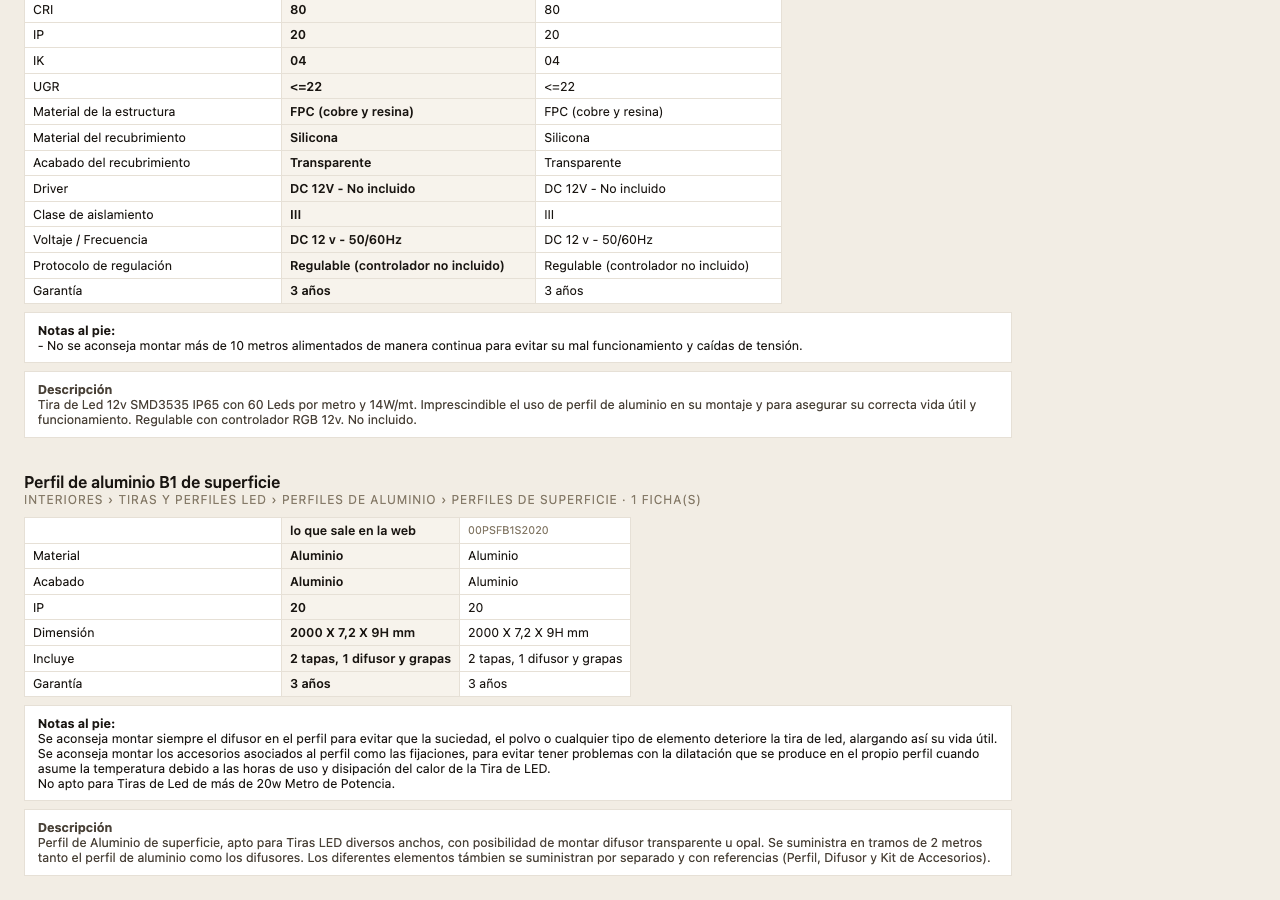 CRI 80 80
IP 20 20
IK 04 04
UGR <=22 <=22
Material de la estructura FPC (cobre y resina) FPC (cobre y resina)
Material del recubrimiento Silicona Silicona
Acabado del recubrimiento Transparente Transparente
Driver DC 12V - No incluido DC 12V - No incluido
Clase de aislamiento III III
Voltaje / Frecuencia DC 12 v - 50/60Hz DC 12 v - 50/60Hz
Protocolo de regulación Regulable (controlador no incluido) Regulable (controlador no incluido)
Garantía 3 años 3 años
Notas al pie:
- No se aconseja montar más de 10 metros alimentados de manera continua para evitar su mal funcionamiento y caídas de tensión.
Descripción
Tira de Led 12v SMD3535 IP65 con 60 Leds por metro y 14W/mt. Imprescindible el uso de perfil de aluminio en su montaje y para asegurar su correcta vida útil y
funcionamiento. Regulable con controlador RGB 12v. No incluido.
Perfil de aluminio B1 de superficie
INTERIORES › TIRAS Y PERFILES LED › PERFILES DE ALUMINIO › PERFILES DE SUPERFICIE · 1 FICHA(S)
lo que sale en la web 00PSFB1S2020
Material Aluminio Aluminio
Acabado Aluminio Aluminio
IP 20 20
Dimensión 2000 X 7,2 X 9H mm 2000 X 7,2 X 9H mm
Incluye 2 tapas, 1 difusor y grapas 2 tapas, 1 difusor y grapas
Garantía 3 años 3 años
Notas al pie:
Se aconseja montar siempre el difusor en el perfil para evitar que la suciedad, el polvo o cualquier tipo de elemento deteriore la tira de led, alargando así su vida útil.
Se aconseja montar los accesorios asociados al perfil como las fijaciones, para evitar tener problemas con la dilatación que se produce en el propio perfil cuando
asume la temperatura debido a las horas de uso y disipación del calor de la Tira de LED.
No apto para Tiras de Led de más de 20w Metro de Potencia.
Descripción
Perfil de Aluminio de superficie, apto para Tiras LED diversos anchos, con posibilidad de montar difusor transparente u opal. Se suministra en tramos de 2 metros
tanto el perfil de aluminio como los difusores. Los diferentes elementos támbien se suministran por separado y con referencias (Perfil, Difusor y Kit de Accesorios).